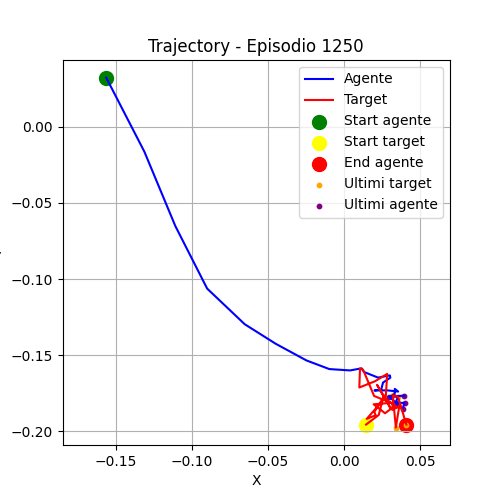 Trajectory - Episodio 1250
Agente
Target
Start agente
Start target
End agente
Ultimi target
Ultimi agente
0.00
−0.05
−0.10
−0.15
−0.20
−0.15
−0.10
−0.05
0.00
0.05
X